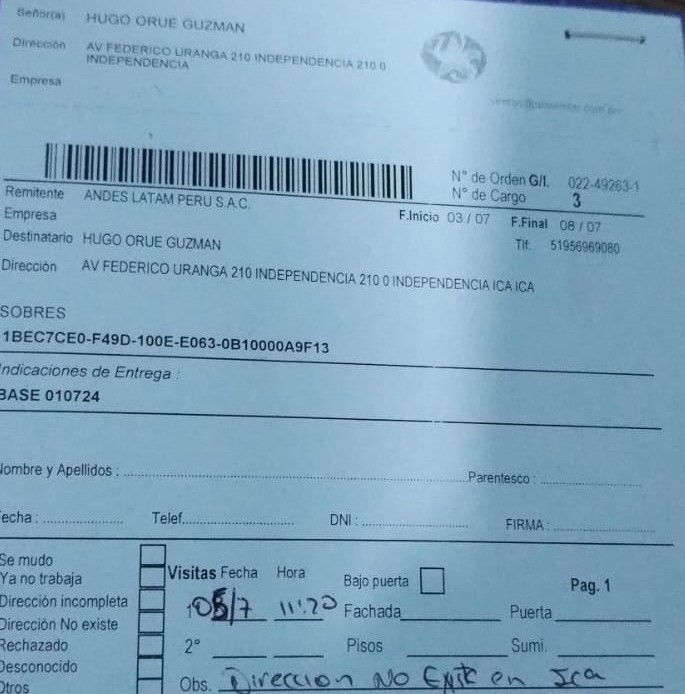 Señor(a) HUGO ORUE GUZMAN
Dirección AV FEDERICO URANGA 210 INDEPENDENCIA 210 0
INDEPENDENCIA
Empresa
N° de Orden G/I. 022-49263-1
N° de Cargo 3
Remitente ANDES LATAM PERU S.A.C.
Empresa
F.Inicio 03 / 07 F.Final 08 / 07
Destinatario HUGO ORUE GUZMAN
Tlf: 51956969080
Dirección AV FEDERICO URANGA 210 INDEPENDENCIA 210 0 INDEPENDENCIA ICA ICA
SOBRES
1BEC7CE0-F49D-100E-E063-0B10000A9F13
Indicaciones de Entrega :
BASE 010724
Nombre y Apellidos : Parentesco :
echa : Telef. DNI : FIRMA :
Se mudo
Ya no trabaja
Dirección incompleta
Dirección No existe
Rechazado
Desconocido
Otros
Visitas Fecha Hora Bajo puerta Pag. 1
1 05/7 11:20 Fachada Puerta
2° Pisos Sumi.
Obs. Direccion No Existe en Ica